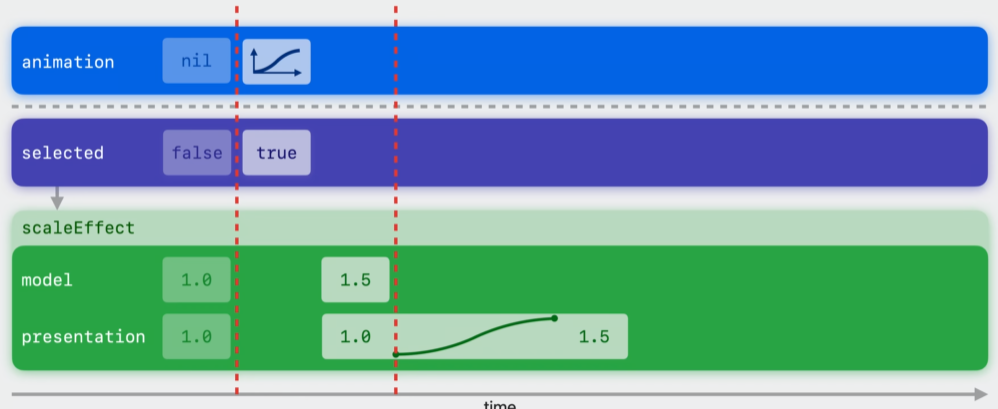 animation nil
selected false true
scaleEffect
model 1.0 1.5
presentation 1.0 1.0 1.5
time